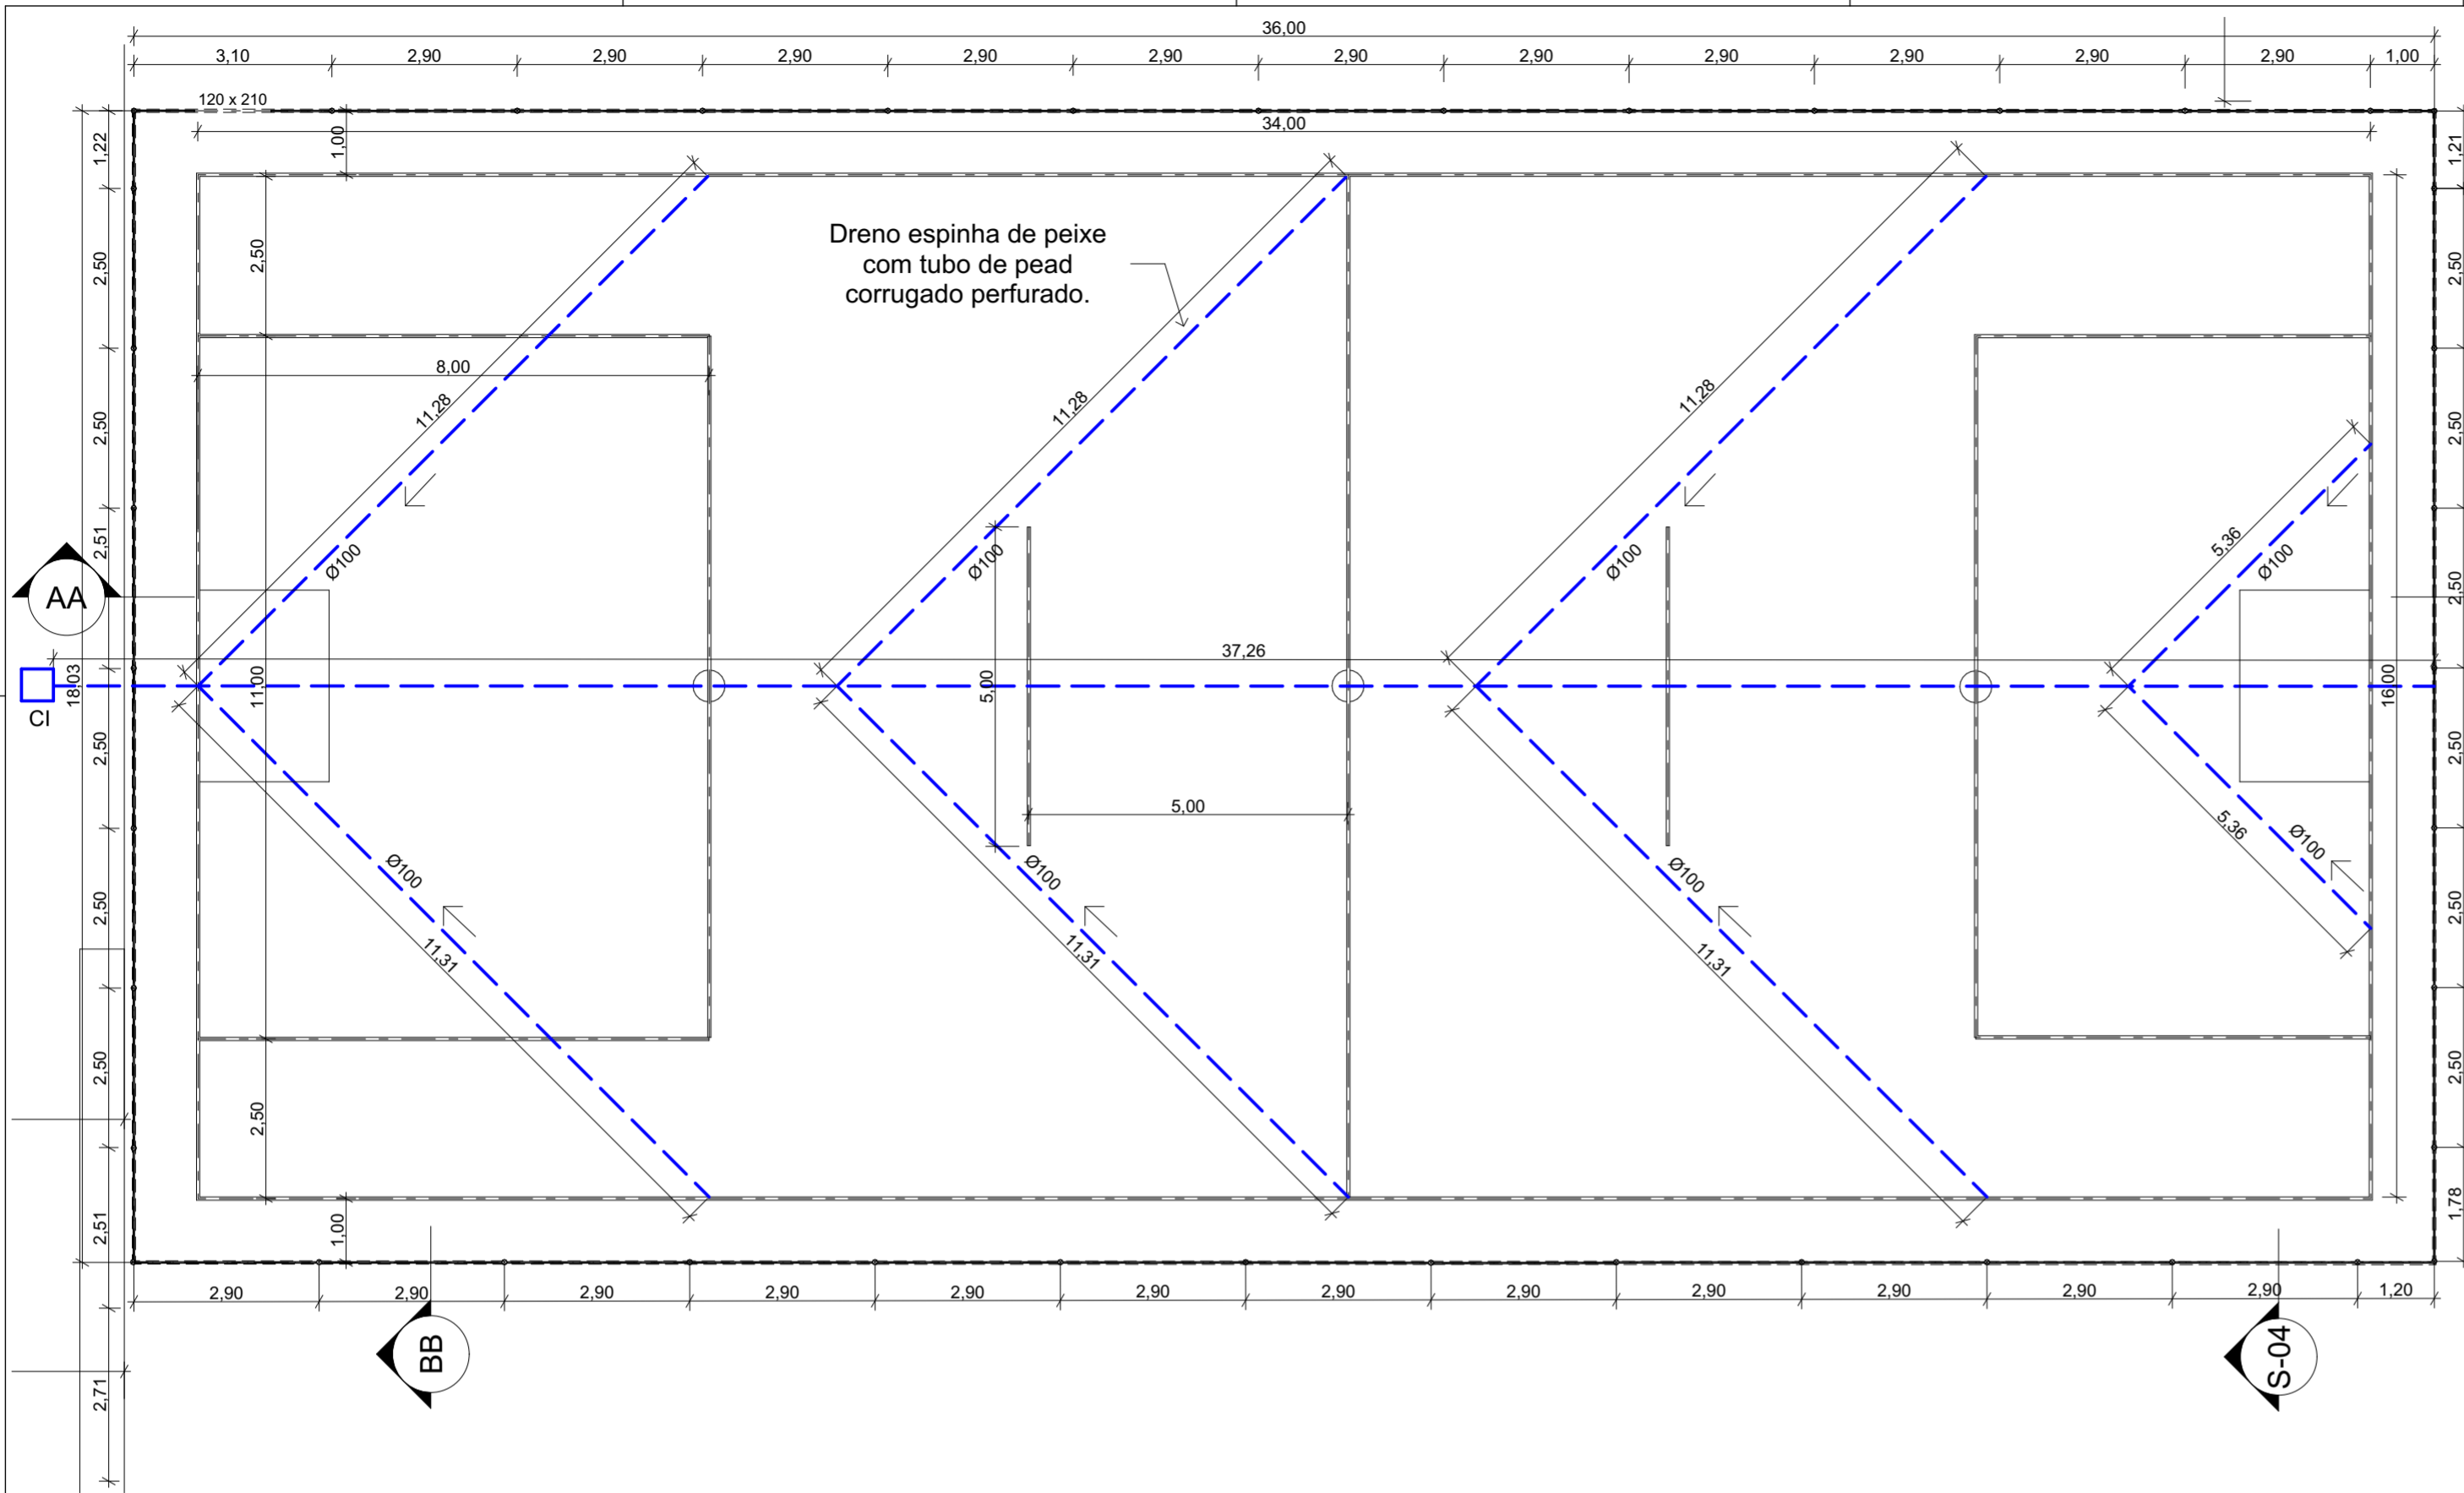 36,00
3,10 2,90 2,90 2,90 2,90 2,90 2,90 2,90 2,90 2,90 2,90 2,90 1,00
120 x 210
34,00
1,00
1,22
2,50
2,50
2,51
2,50
2,50
2,50
2,51
2,71
18,03
2,50
11,00
2,50
1,00
8,00
Dreno espinha de peixe
com tubo de pead
corrugado perfurado.
11,28
Ø100
11,28
Ø100
11,28
Ø100
5,36
Ø100
AA
CI
37,26
5,00
5,00
16,00
Ø100
11,31
Ø100
11,31
Ø100
11,31
Ø100
5,36
1,21
2,50
2,50
2,50
2,50
2,50
2,50
1,78
2,90 2,90 2,90 2,90 2,90 2,90 2,90 2,90 2,90 2,90 2,90 2,90 1,20
BB
S-04